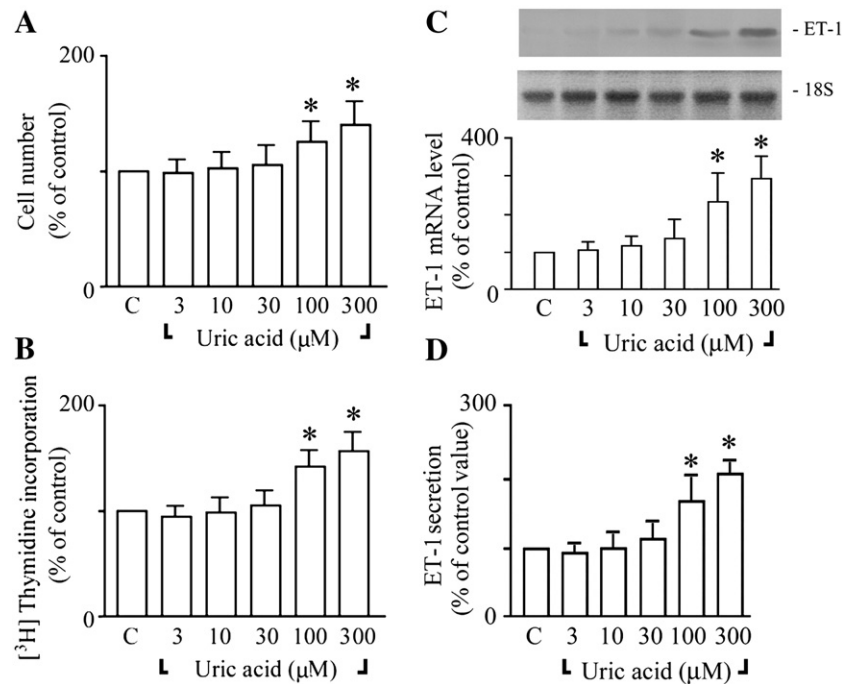 A
200
Cell number
(% of control)
* *
0
C 3 10 30 100 300
Uric acid (μM)
B
200
[³H] Thymidine incorporation
(% of control)
* *
0
C 3 10 30 100 300
Uric acid (μM)
C
- ET-1
- 18S
400
ET-1 mRNA level
(% of control)
* *
0
C 3 10 30 100 300
Uric acid (μM)
D
300
ET-1 secretion
(% of control value)
* *
0
C 3 10 30 100 300
Uric acid (μM)